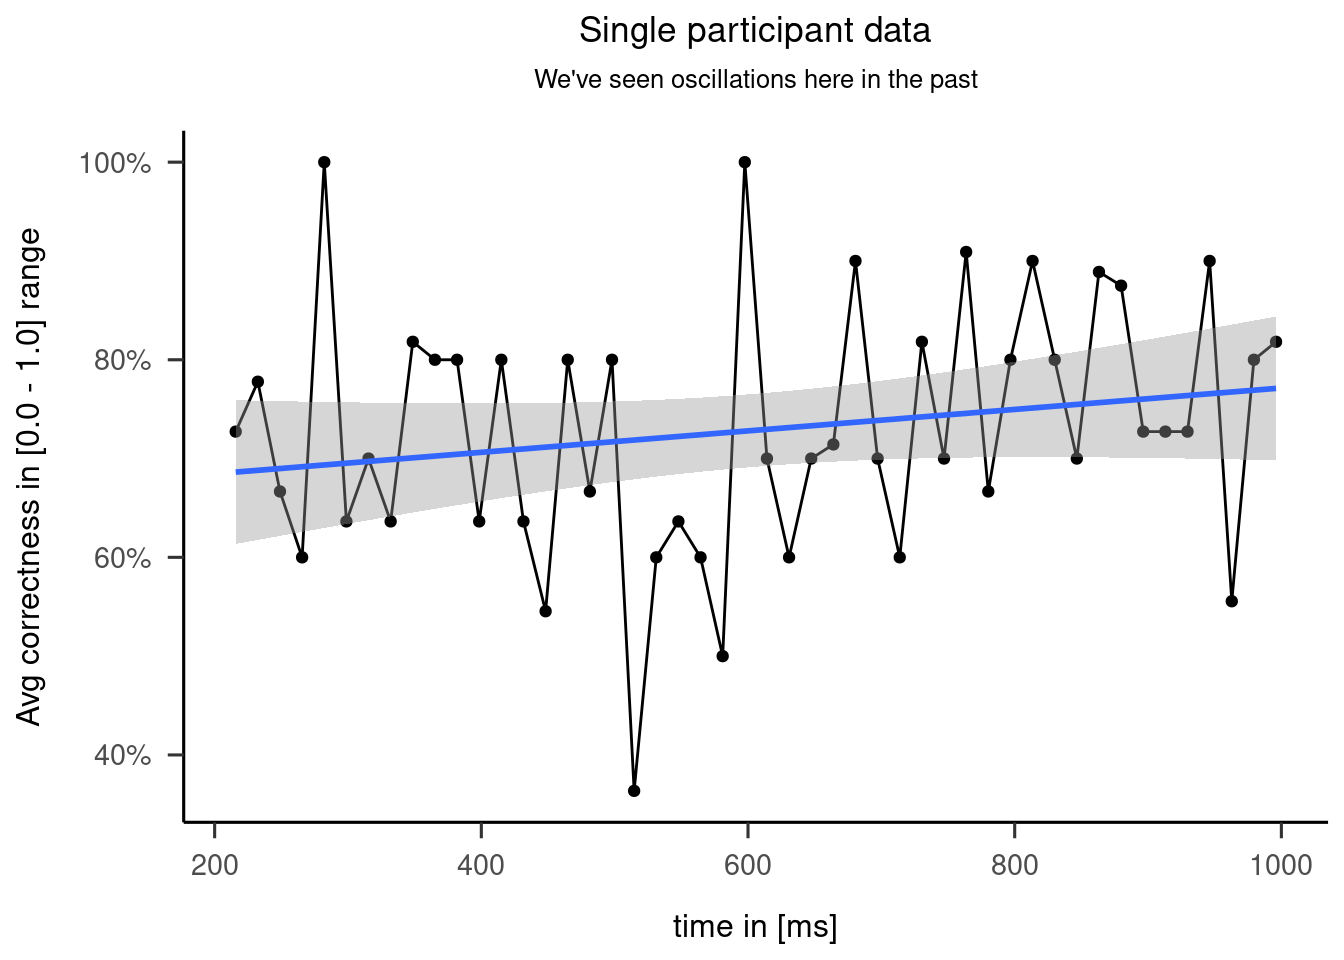 Single participant data
We've seen oscillations here in the past
Avg correctness in [0.0 - 1.0] range
100%
80%
60%
40%
200 400 600 800 1000
time in [ms]